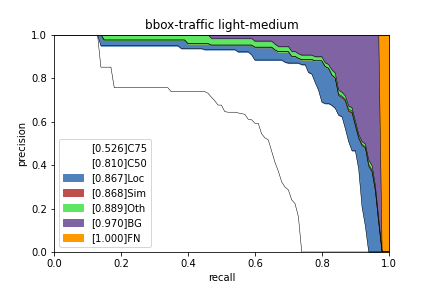 bbox-traffic light-medium
1.0
0.8
0.6
0.4
0.2
0.0
precision
[0.526]C75
[0.810]C50
[0.867]Loc
[0.868]Sim
[0.889]Oth
[0.970]BG
[1.000]FN
0.0 0.2 0.4 0.6 0.8 1.0
recall